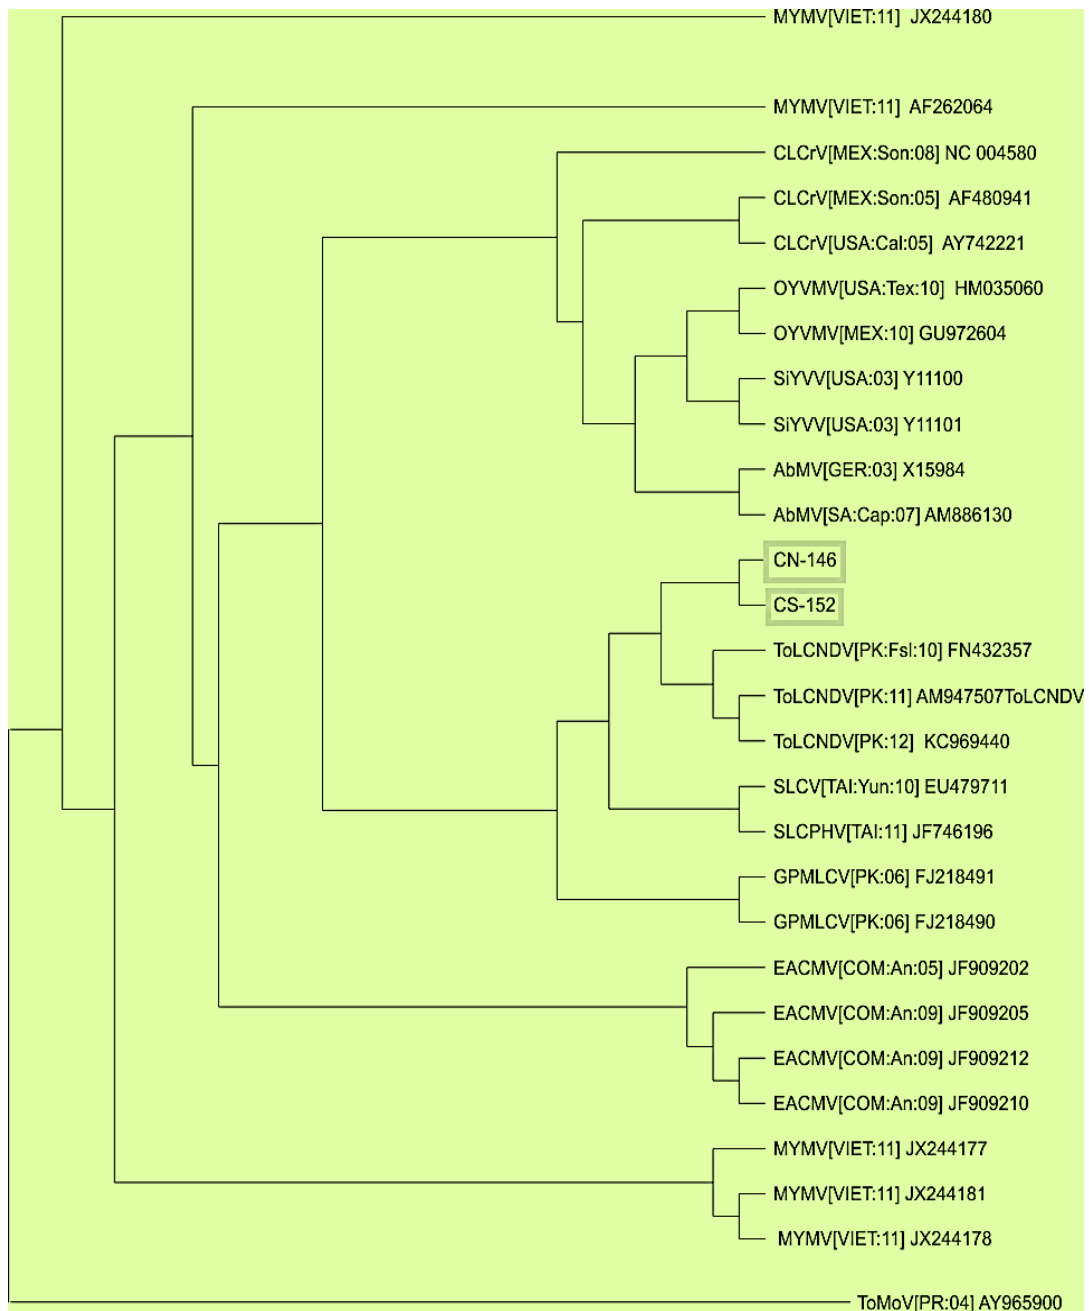 MYMV[VIET:11] JX244180
MYMV[VIET:11] AF262064
CLCrV[MEX:Son:08] NC 004580
CLCrV[MEX:Son:05] AF480941
CLCrV[USA:Cal:05] AY742221
OYVMV[USA:Tex:10] HM035060
OYVMV[MEX:10] GU972604
SiYVV[USA:03] Y11100
SiYVV[USA:03] Y11101
AbMV[GER:03] X15984
AbMV[SA:Cap:07] AM886130
CN-146
CS-152
ToLCNDV[PK:Fsl:10] FN432357
ToLCNDV[PK:11] AM947507ToLCNDV
ToLCNDV[PK:12] KC969440
SLCV[TAI:Yun:10] EU479711
SLCPHV[TAI:11] JF746196
GPMLCV[PK:06] FJ218491
GPMLCV[PK:06] FJ218490
EACMV[COM:An:05] JF909202
EACMV[COM:An:09] JF909205
EACMV[COM:An:09] JF909212
EACMV[COM:An:09] JF909210
MYMV[VIET:11] JX244177
MYMV[VIET:11] JX244181
MYMV[VIET:11] JX244178
ToMoV[PR:04] AY965900